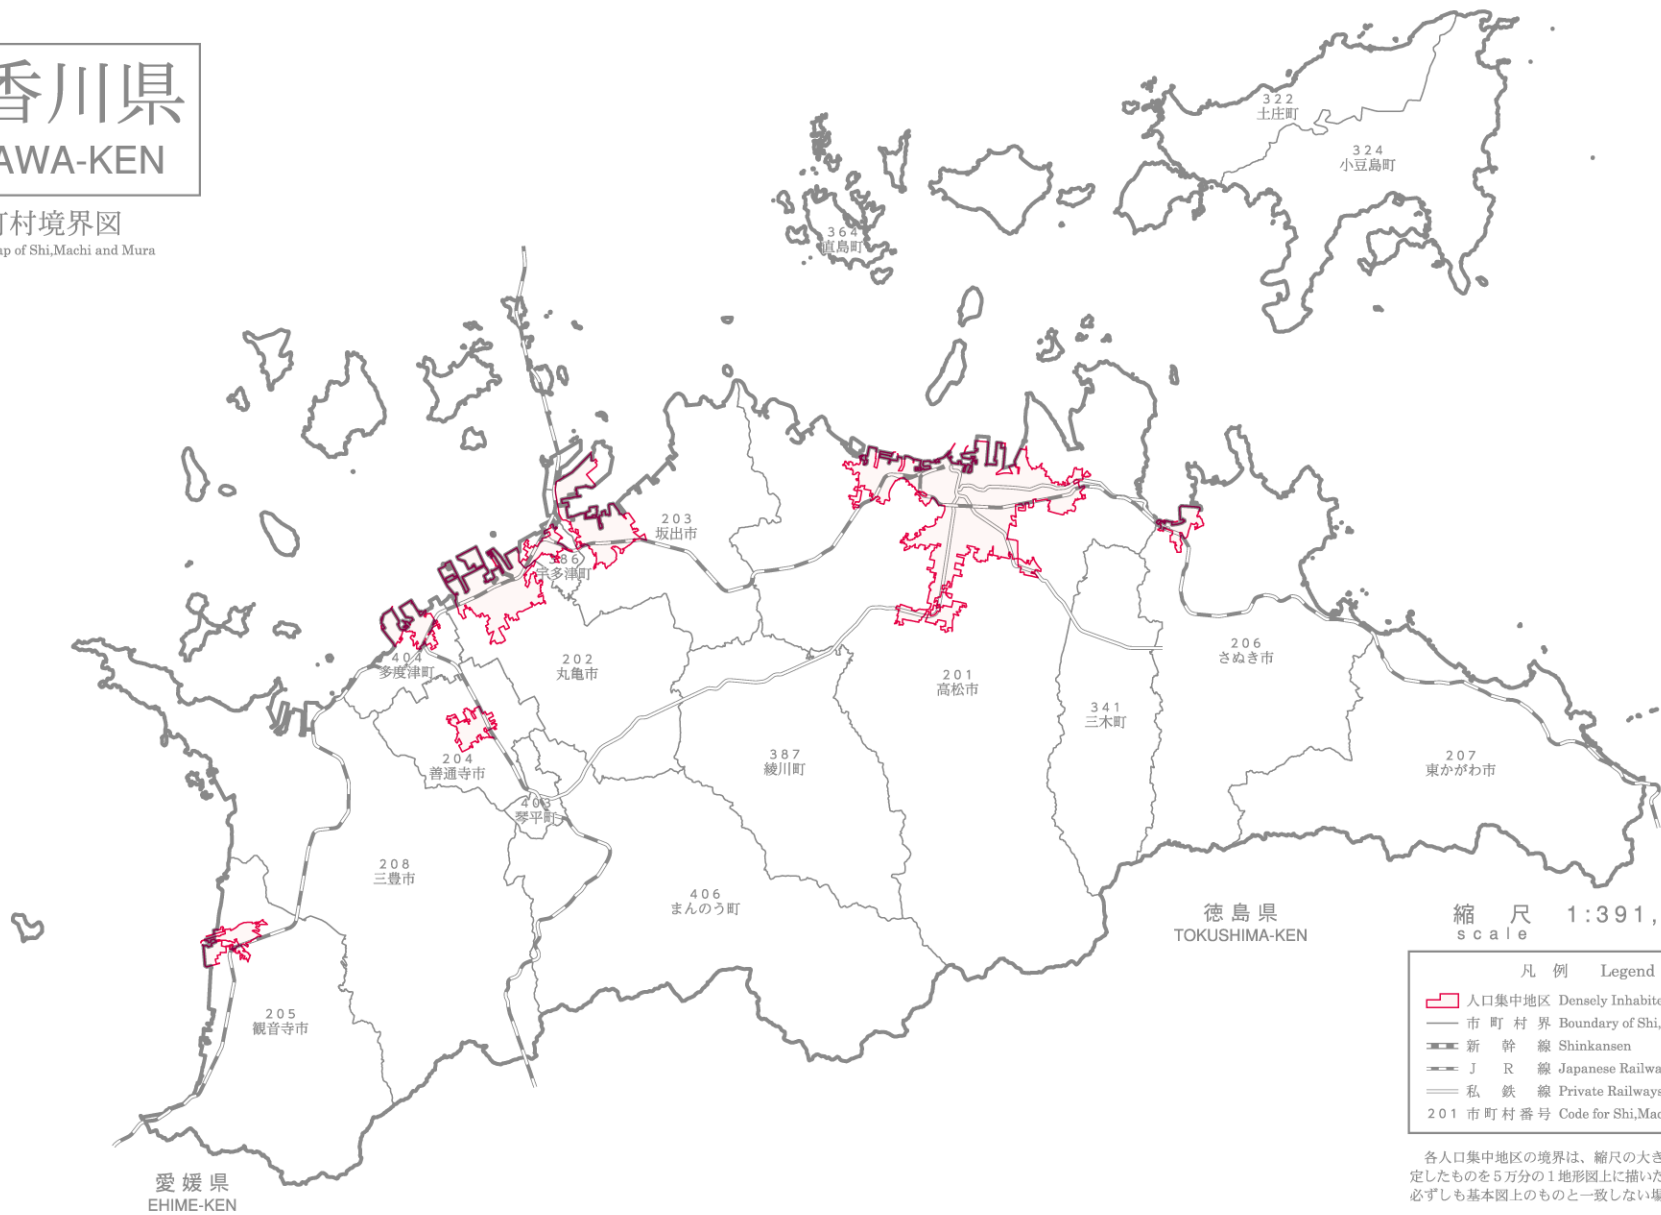 香川県
AWA-KEN
町村境界図
ap of Shi,Machi and Mura
322
土庄町
324
小豆島町
364
直島町
203
坂出市
386
宇多津町
404
多度津町
202
丸亀市
201
高松市
206
さぬき市
341
三木町
204
善通寺市
403
琴平町
387
綾川町
207
東かがわ市
208
三豊市
406
まんのう町
205
観音寺市
徳島県
TOKUSHIMA-KEN
愛媛県
EHIME-KEN
縮 尺 1:391,
scale
凡 例 Legend
人口集中地区 Densely Inhabite
市町村界 Boundary of Shi,
新幹線 Shinkansen
JR線 Japanese Railwa
私鉄線 Private Railways
201 市町村番号 Code for Shi,Mac
各人口集中地区の境界は、縮尺の大き
定したものを5万分の1地形図上に描いた
必ずしも基本図上のものと一致しない場